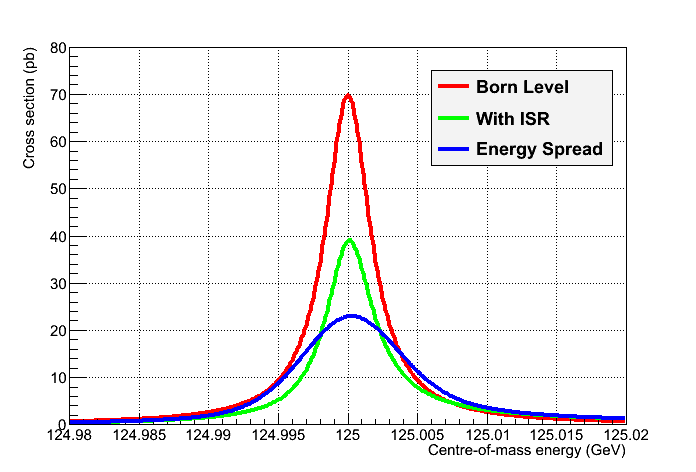 Cross section (pb)
80
70
60
50
40
30
20
10
0
Born Level
With ISR
Energy Spread
124.98 124.985 124.99 124.995 125 125.005 125.01 125.015 125.02
Centre-of-mass energy (GeV)